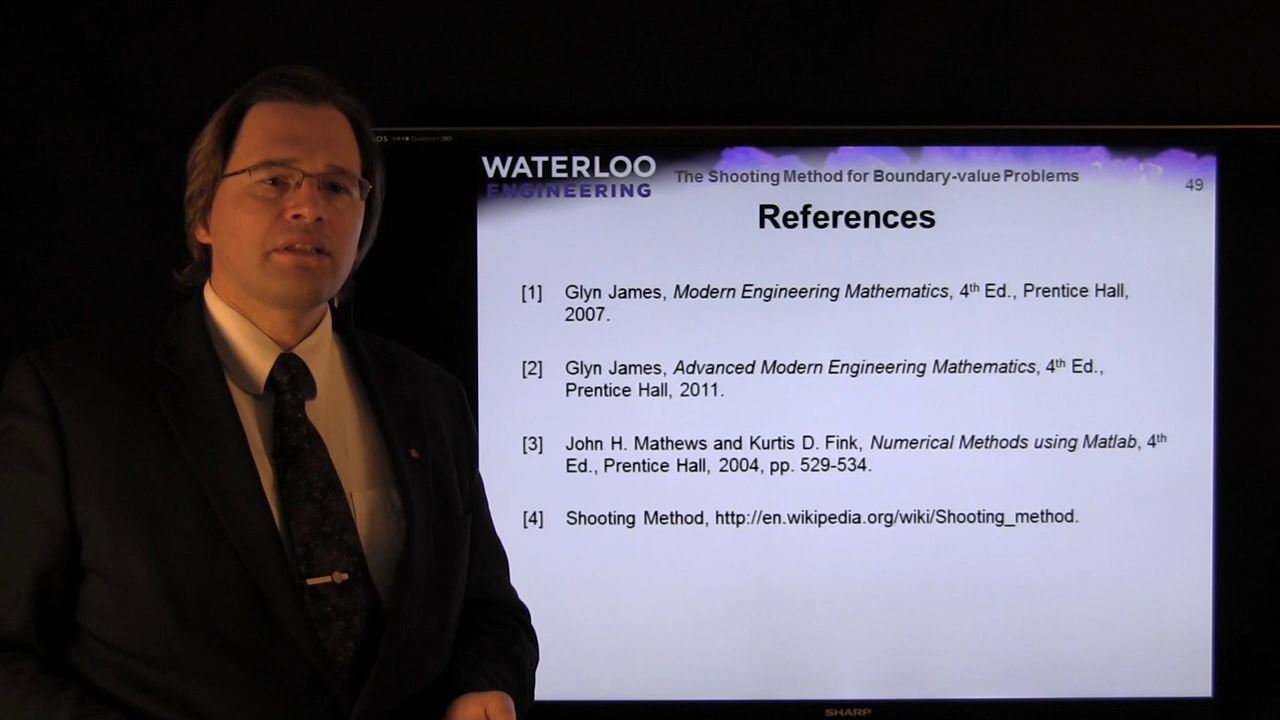 WATERLOO
ENGINEERING
The Shooting Method for Boundary-value Problems
49
References
[1] Glyn James, Modern Engineering Mathematics, 4th Ed., Prentice Hall,
2007.
[2] Glyn James, Advanced Modern Engineering Mathematics, 4th Ed.,
Prentice Hall, 2011.
[3] John H. Mathews and Kurtis D. Fink, Numerical Methods using Matlab, 4th
Ed., Prentice Hall, 2004, pp. 529-534.
[4] Shooting Method, http://en.wikipedia.org/wiki/Shooting_method.
SHARP